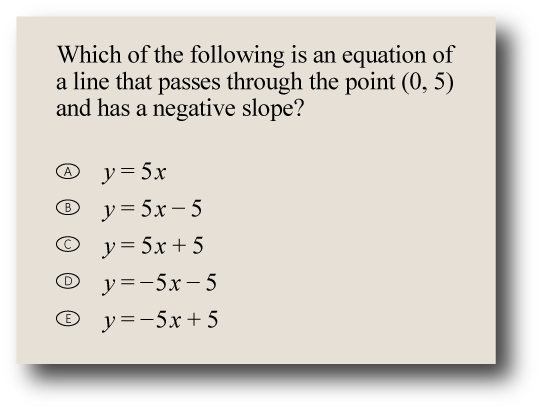 Which of the following is an equation of
a line that passes through the point (0, 5)
and has a negative slope?
A y = 5x
B y = 5x − 5
C y = 5x + 5
D y = −5x − 5
E y = −5x + 5